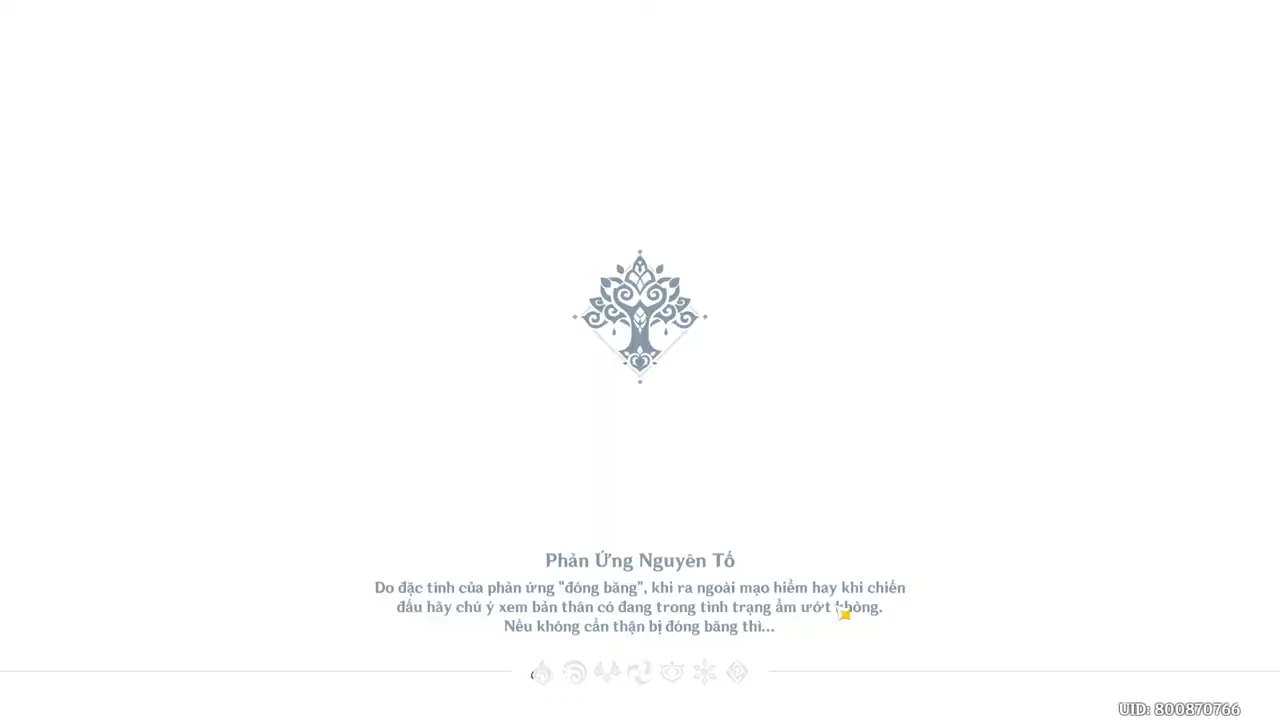 Phản Ứng Nguyên Tố
Do đặc tính của phản ứng "đóng băng", khi ra ngoài mạo hiểm hay khi chiến
đấu hãy chú ý xem bản thân có đang trong tình trạng ẩm ướt không.
Nếu không cẩn thận bị đóng băng thì...
UID: 800870766